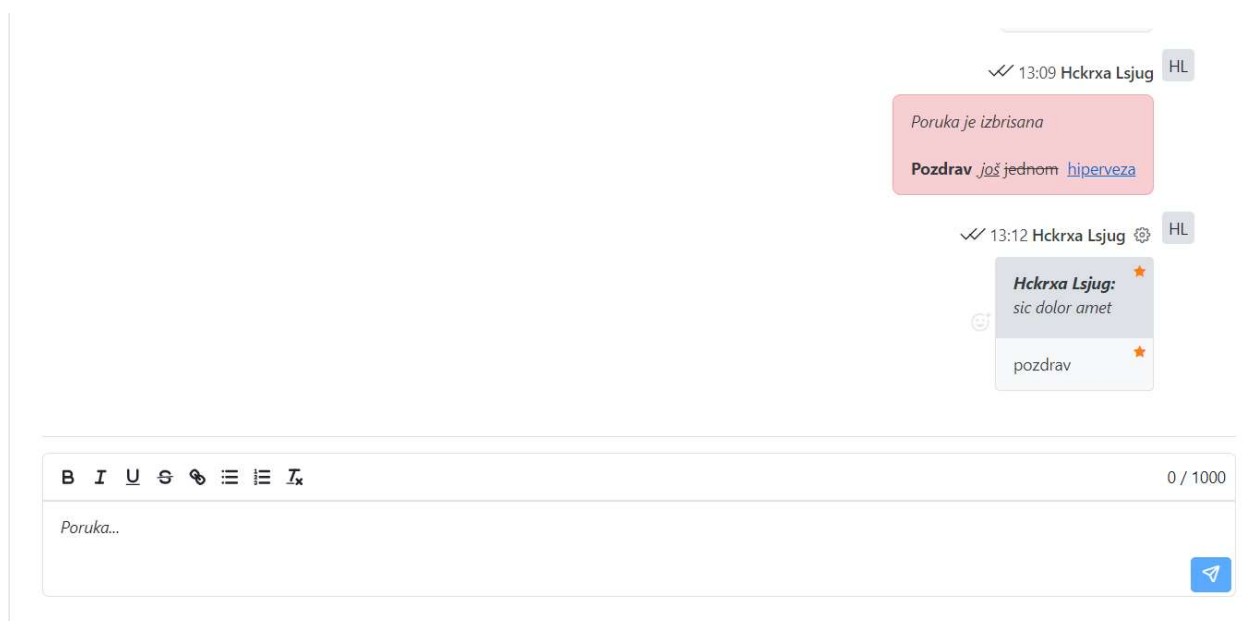 13:09 Hckrxa Lsjug HL
Poruka je izbrisana
Pozdrav još jednom hiperveza
13:12 Hckrxa Lsjug HL
Hckrxa Lsjug:
sic dolor amet
pozdrav
B I U S Tx 0 / 1000
Poruka...